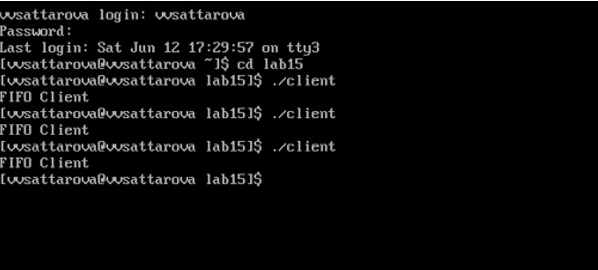 vvsattarova login: vvsattarova
Password:
Last login: Sat Jun 12 17:29:57 on tty3
[vvsattarova@vvsattarova ~]$ cd lab15
[vvsattarova@vvsattarova lab15]$ ./client
FIFO Client
[vvsattarova@vvsattarova lab15]$ ./client
FIFO Client
[vvsattarova@vvsattarova lab15]$ ./client
FIFO Client
[vvsattarova@vvsattarova lab15]$